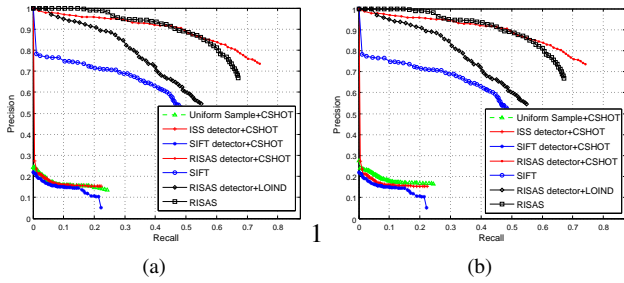 1
0.9
0.8
0.7
0.6
0.5
0.4
0.3
0.2
0.1
0
Precision
0 0.1 0.2 0.3 0.4 0.5 0.6 0.7 0.8
Recall
Uniform Sample+CSHOT
ISS detector+CSHOT
SIFT detector+CSHOT
RISAS detector+CSHOT
SIFT
RISAS detector+LOIND
RISAS
(a)
1
1
0.9
0.8
0.7
0.6
0.5
0.4
0.3
0.2
0.1
0
Precision
0 0.1 0.2 0.3 0.4 0.5 0.6 0.7 0.8
Recall
Uniform Sample+CSHOT
ISS detector+CSHOT
SIFT detector+CSHOT
RISAS detector+CSHOT
SIFT
RISAS detector+LOIND
RISAS
(b)